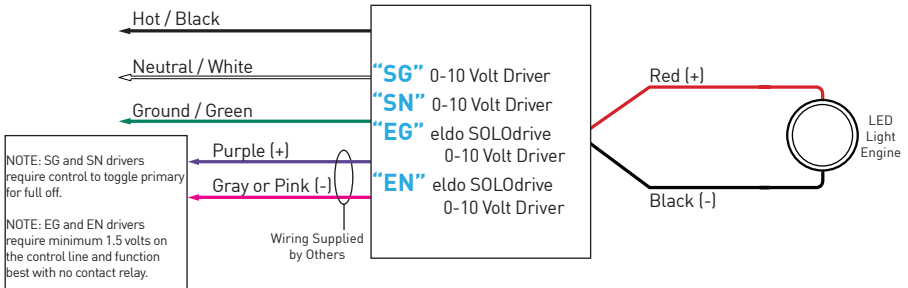 Hot / Black
Neutral / White
Ground / Green
Purple (+)
Gray or Pink (-)
NOTE: SG and SN drivers
require control to toggle primary
for full off.
NOTE: EG and EN drivers
require minimum 1.5 volts on
the control line and function
best with no contact relay.
Wiring Supplied
by Others
“SG” 0-10 Volt Driver
“SN” 0-10 Volt Driver
“EG” eldo SOLOdrive
0-10 Volt Driver
“EN” eldo SOLOdrive
0-10 Volt Driver
Red (+)
Black (-)
LED
Light
Engine